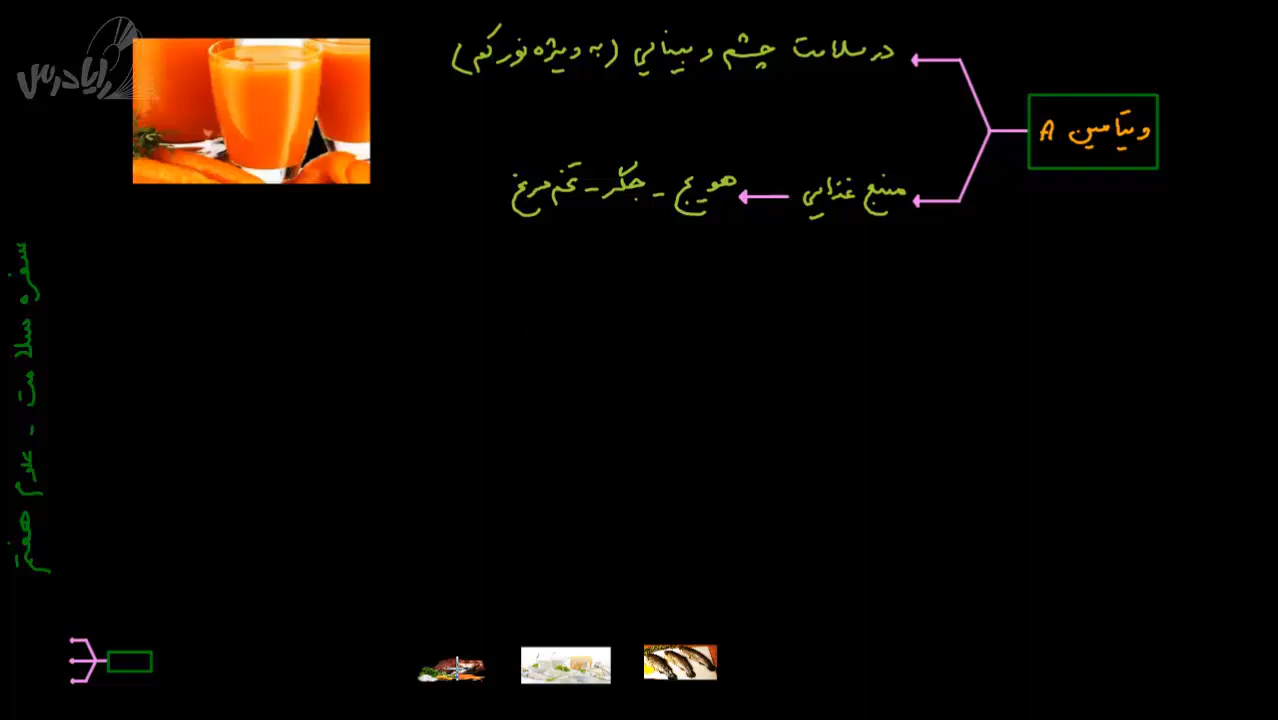 ویتامین A
در سلامت چشم و بینایی (به ویژه نور کم)
منبع غذایی ← هویج - جگر - تخم مرغ
سفره سلامت - علوم هفتم
رایادرس